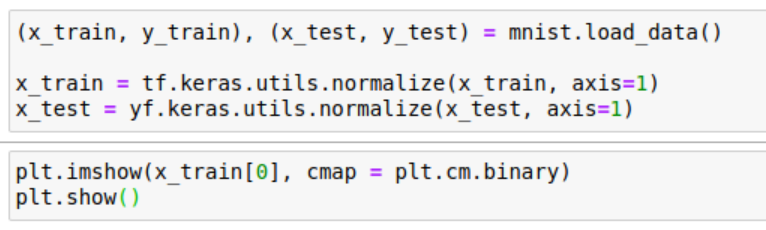 (x_train, y_train), (x_test, y_test) = mnist.load_data()
x_train = tf.keras.utils.normalize(x_train, axis=1)
x_test = yf.keras.utils.normalize(x_test, axis=1)
plt.imshow(x_train[0], cmap = plt.cm.binary)
plt.show()